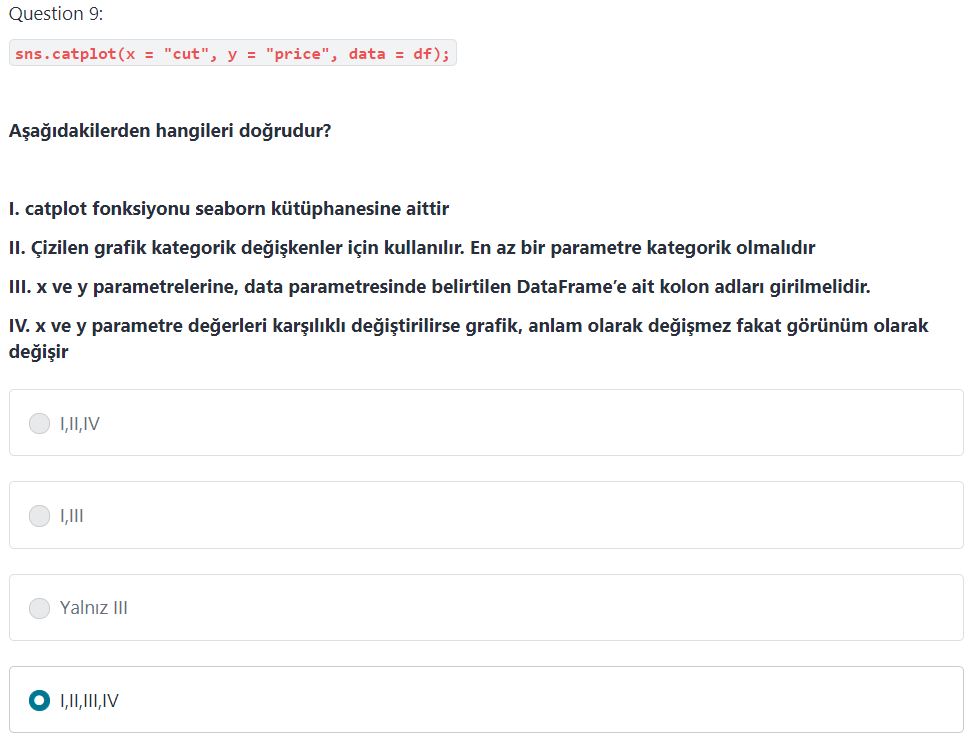 Question 9:
sns.catplot(x = "cut", y = "price", data = df);
Aşağıdakilerden hangileri doğrudur?
I. catplot fonksiyonu seaborn kütüphanesine aittir
II. Çizilen grafik kategorik değişkenler için kullanılır. En az bir parametre kategorik olmalıdır
III. x ve y parametrelerine, data parametresinde belirtilen DataFrame’e ait kolon adları girilmelidir.
IV. x ve y parametre değerleri karşılıklı değiştirilirse grafik, anlam olarak değişmez fakat görünüm olarak
değişir
I,II,IV
I,III
Yalnız III
I,II,III,IV